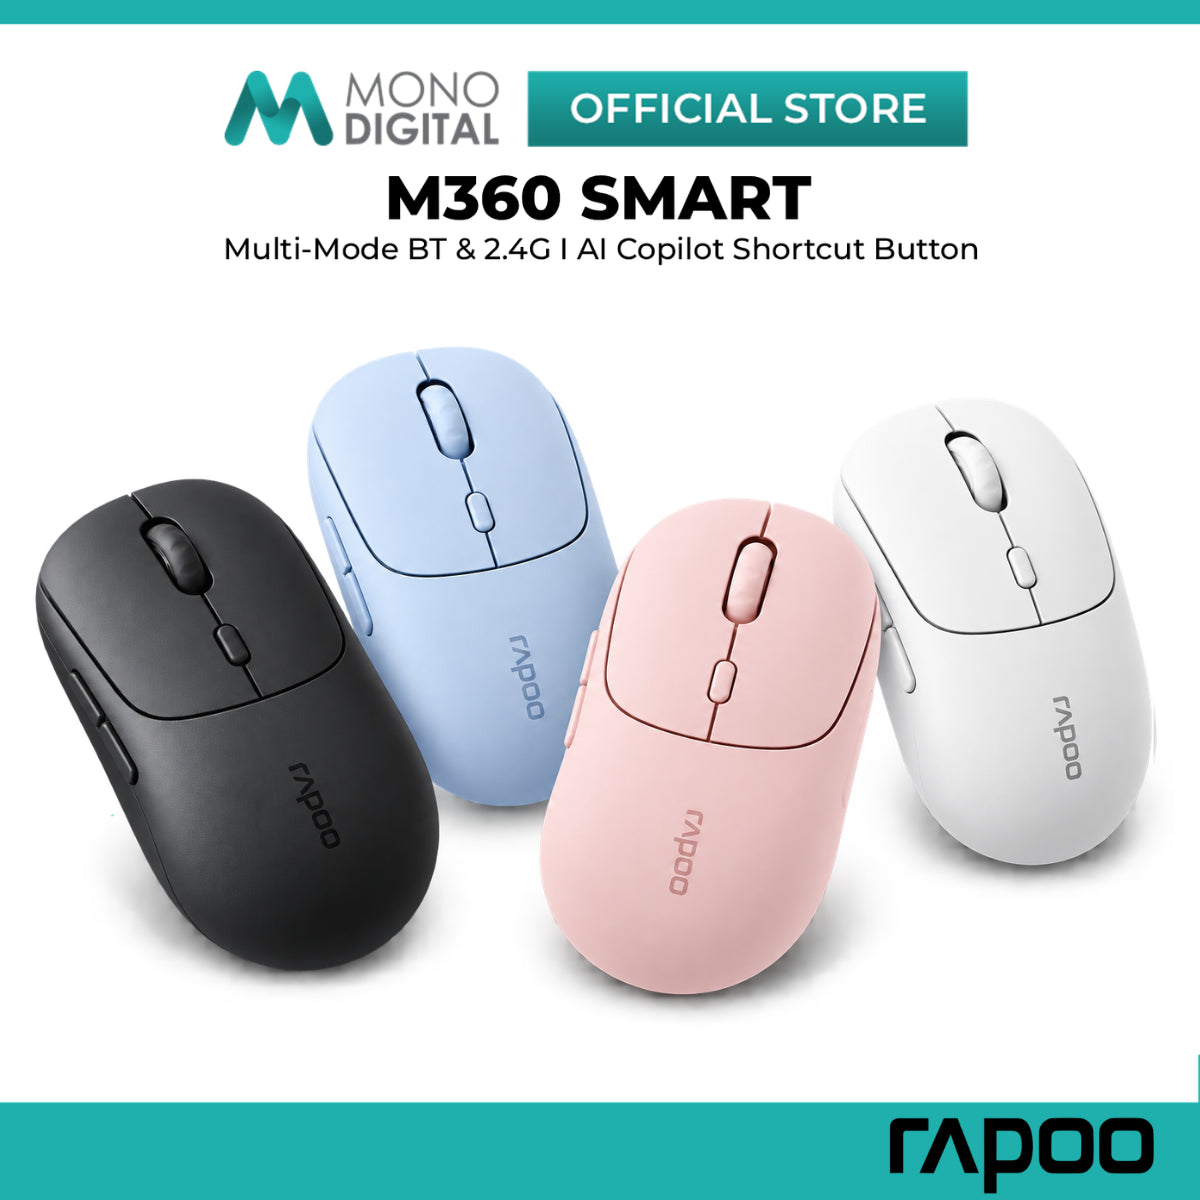 MONO
DIGITAL
OFFICIAL STORE
M360 SMART
Multi-Mode BT & 2.4G I AI Copilot Shortcut Button
rapoo
rapoo
rapoo
rapoo
rapoo